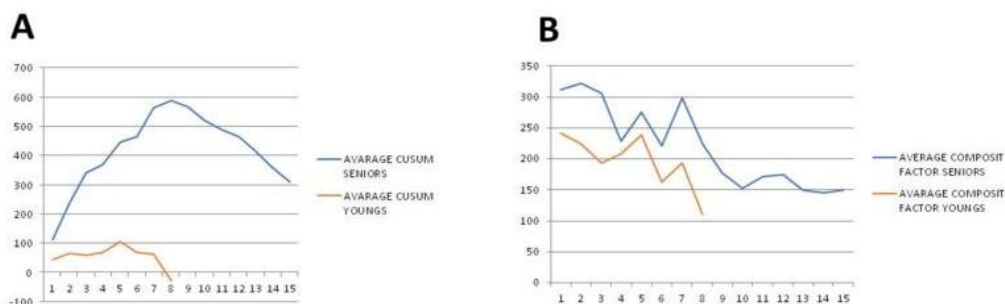 A
700
600
500
400
300
200
100
0
-100
1 2 3 4 5 6 7 8 9 10 11 12 13 14 15
AVARAGE CUSUM
SENIORS
AVARAGE CUSUM
YOUNGS
B
350
300
250
200
150
100
50
0
1 2 3 4 5 6 7 8 9 10 11 12 13 14 15
AVERAGE COMPOSIT
FACTOR SENIORS
AVARAGE COMPOSIT
FACTOR YOUNGS